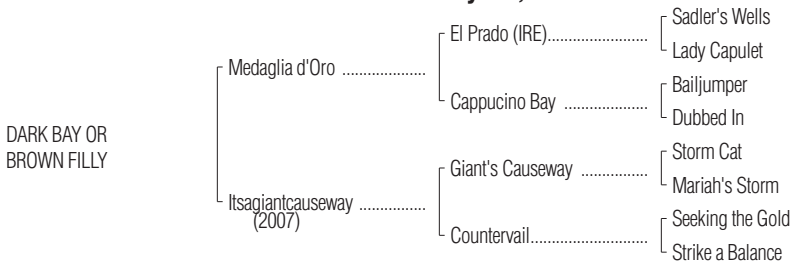 Sadler's Wells
El Prado (IRE)........................
Lady Capulet
Medaglia d'Oro ....................
Bailjumper
Cappucino Bay ....................
Dubbed In
DARK BAY OR
BROWN FILLY
Storm Cat
Giant's Causeway ................
Mariah's Storm
Itsagiantcauseway ................
(2007)
Seeking the Gold
Countervail............................
Strike a Balance